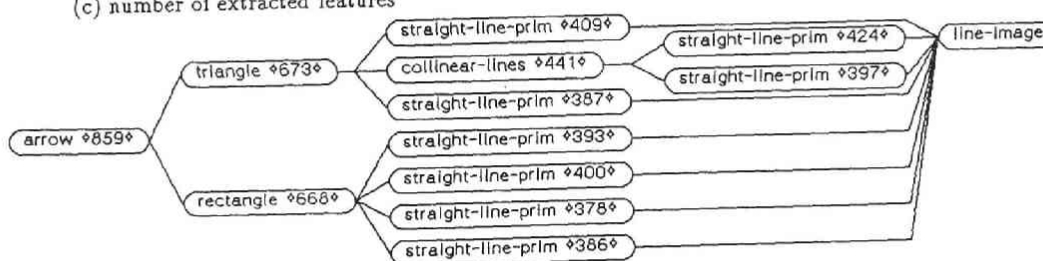 (c) number of extracted features
straight-line-prim ⋄409⋄
straight-line-prim ⋄424⋄
line-image
triangle ⋄673⋄
collinear-lines ⋄441⋄
straight-line-prim ⋄397⋄
straight-line-prim ⋄387⋄
arrow ⋄859⋄
straight-line-prim ⋄393⋄
straight-line-prim ⋄400⋄
rectangle ⋄668⋄
straight-line-prim ⋄378⋄
straight-line-prim ⋄386⋄